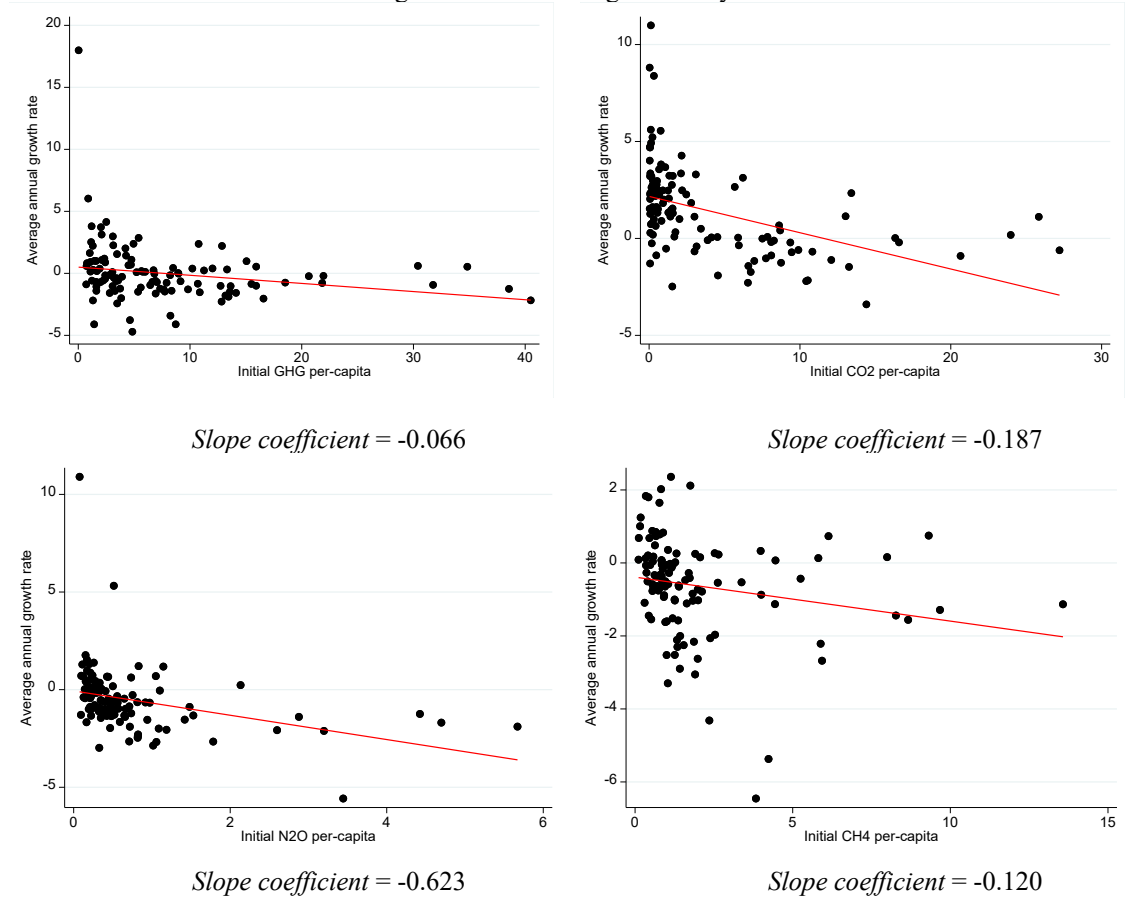 20
15
10
5
0
-5
Average annual growth rate
0 10 20 30 40
Initial GHG per-capita
10
5
0
-5
Average annual growth rate
0 10 20 30
Initial CO2 per-capita
Slope coefficient = -0.066
Slope coefficient = -0.187
10
5
0
-5
Average annual growth rate
0 2 4 6
Initial N2O per-capita
2
0
-2
-4
-6
Average annual growth rate
0 5 10 15
Initial CH4 per-capita
Slope coefficient = -0.623
Slope coefficient = -0.120